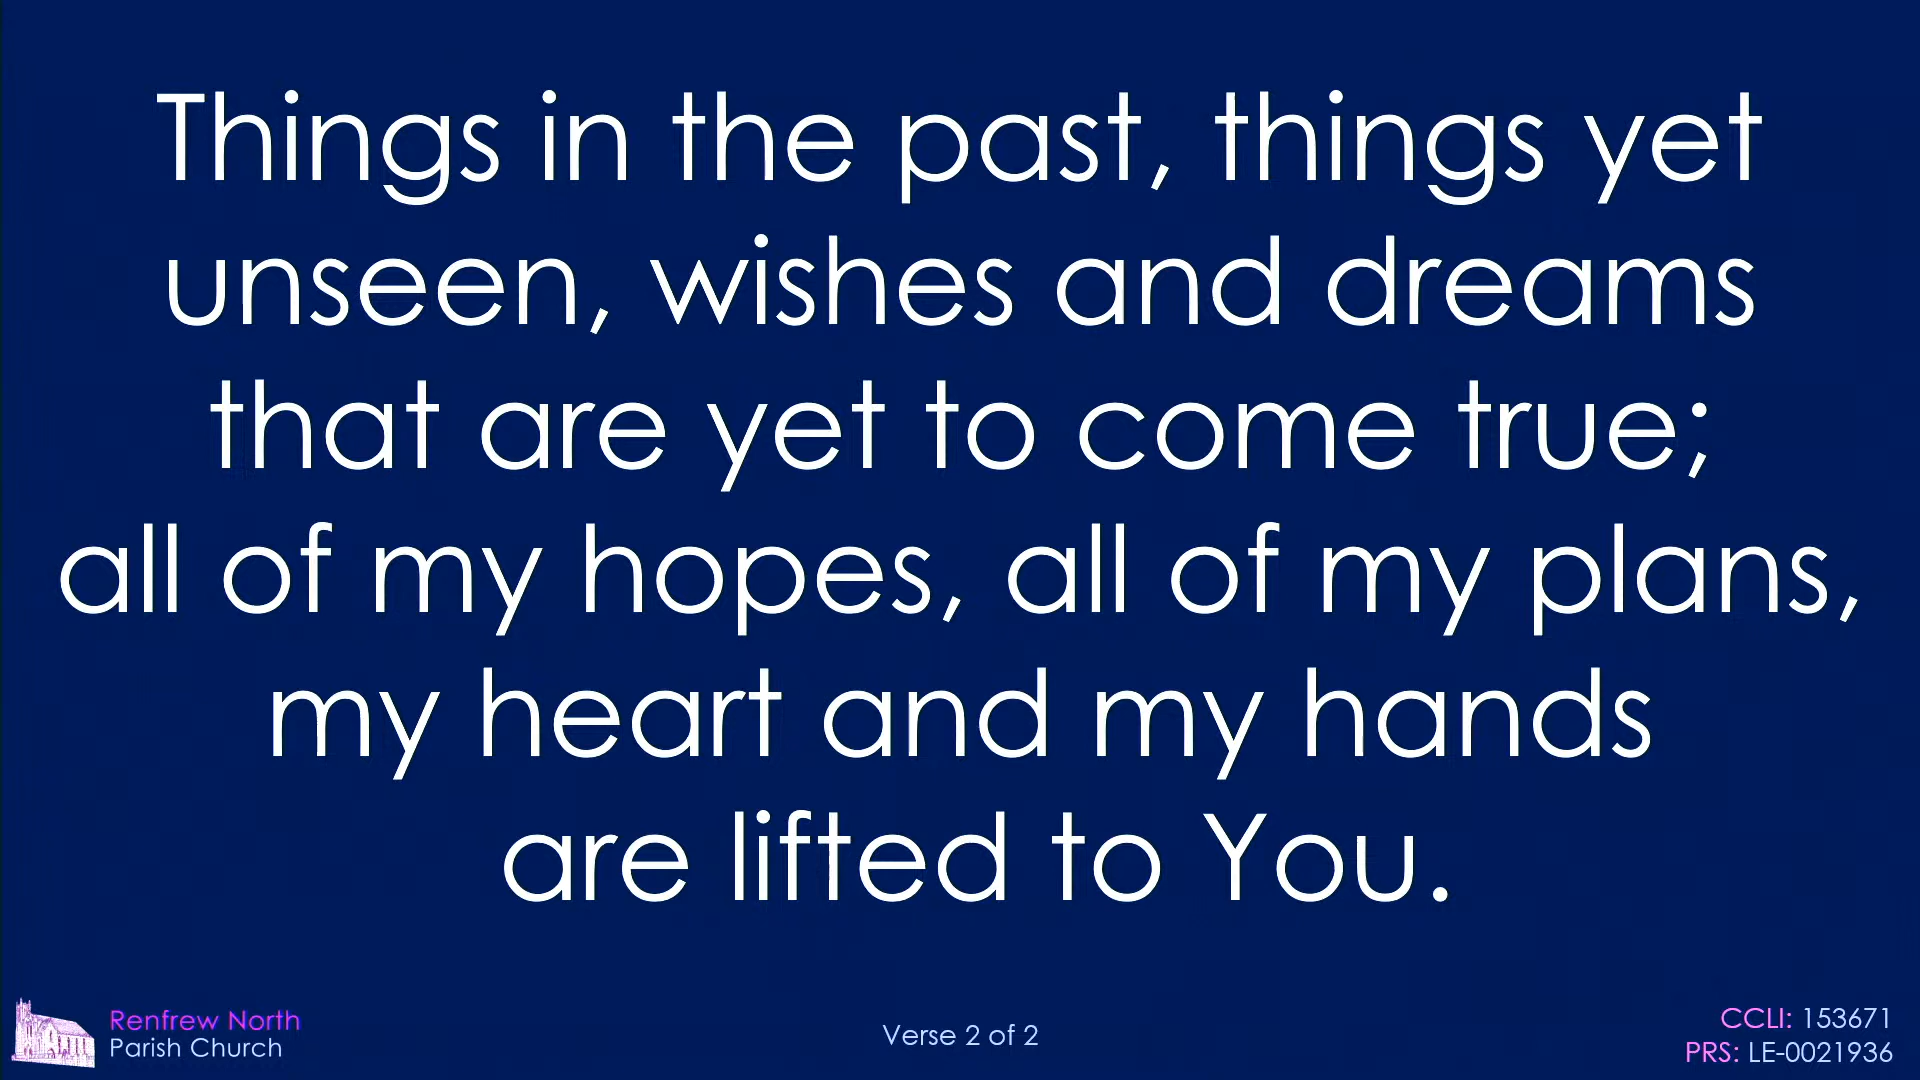 Things in the past, things yet
unseen, wishes and dreams
that are yet to come true;
all of my hopes, all of my plans,
my heart and my hands
are lifted to You.
Renfrew North
Parish Church
Verse 2 of 2
CCLI: 153671
PRS: LE-0021936